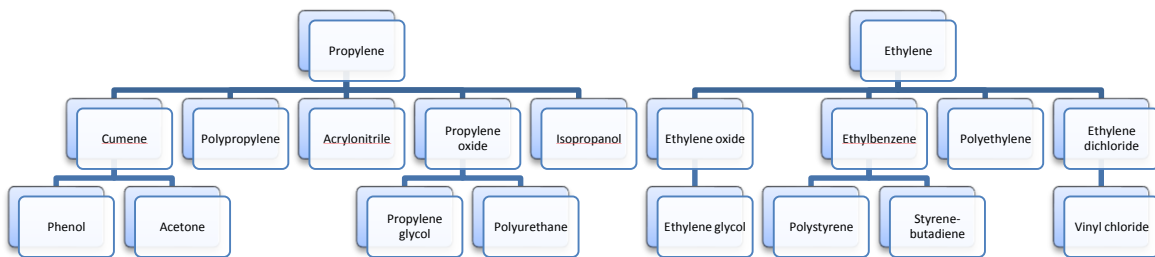 Propylene
Ethylene
Cumene
Polypropylene
Acrylonitrile
Propylene
oxide
Isopropanol
Ethylene oxide
Ethylbenzene
Polyethylene
Ethylene
dichloride
Phenol
Acetone
Propylene
glycol
Polyurethane
Ethylene glycol
Polystyrene
Styrene-
butadiene
Vinyl chloride